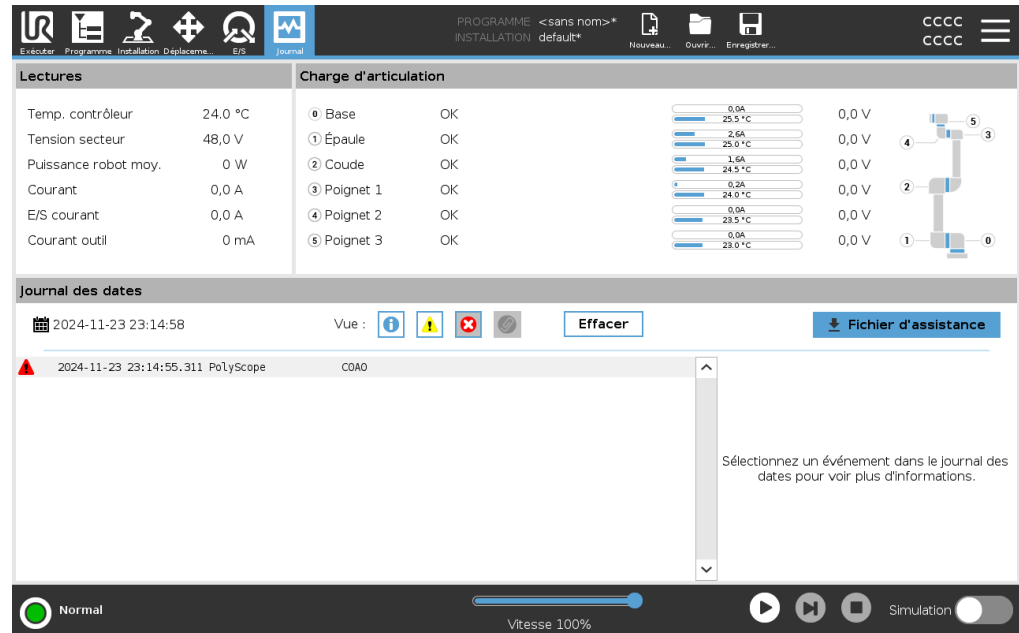 PROGRAMME <sans nom>*
INSTALLATION default*
Exécuter Programme Installation Déplaceme... E/S Journal
Nouveau... Ouvrir... Enregistrer...
cccc
cccc
Lectures
Temp. contrôleur 24.0 °C
Tension secteur 48,0 V
Puissance robot moy. 0 W
Courant 0,0 A
E/S courant 0,0 A
Courant outil 0 mA
Charge d'articulation
0 Base OK 0,0A 25.5 °C 0,0 V
1 Épaule OK 2,6A 25.0 °C 0,0 V
2 Coude OK 1,6A 24.5 °C 0,0 V
3 Poignet 1 OK 0,2A 24.0 °C 0,0 V
4 Poignet 2 OK 0,0A 23.5 °C 0,0 V
5 Poignet 3 OK 0,0A 23.0 °C 0,0 V
5
4 3
2
1 0
Journal des dates
2024-11-23 23:14:58 Vue : Effacer Fichier d'assistance
2024-11-23 23:14:55.311 PolyScope C0A0
Sélectionnez un événement dans le journal des
dates pour voir plus d'informations.
Normal
Vitesse 100%
Simulation